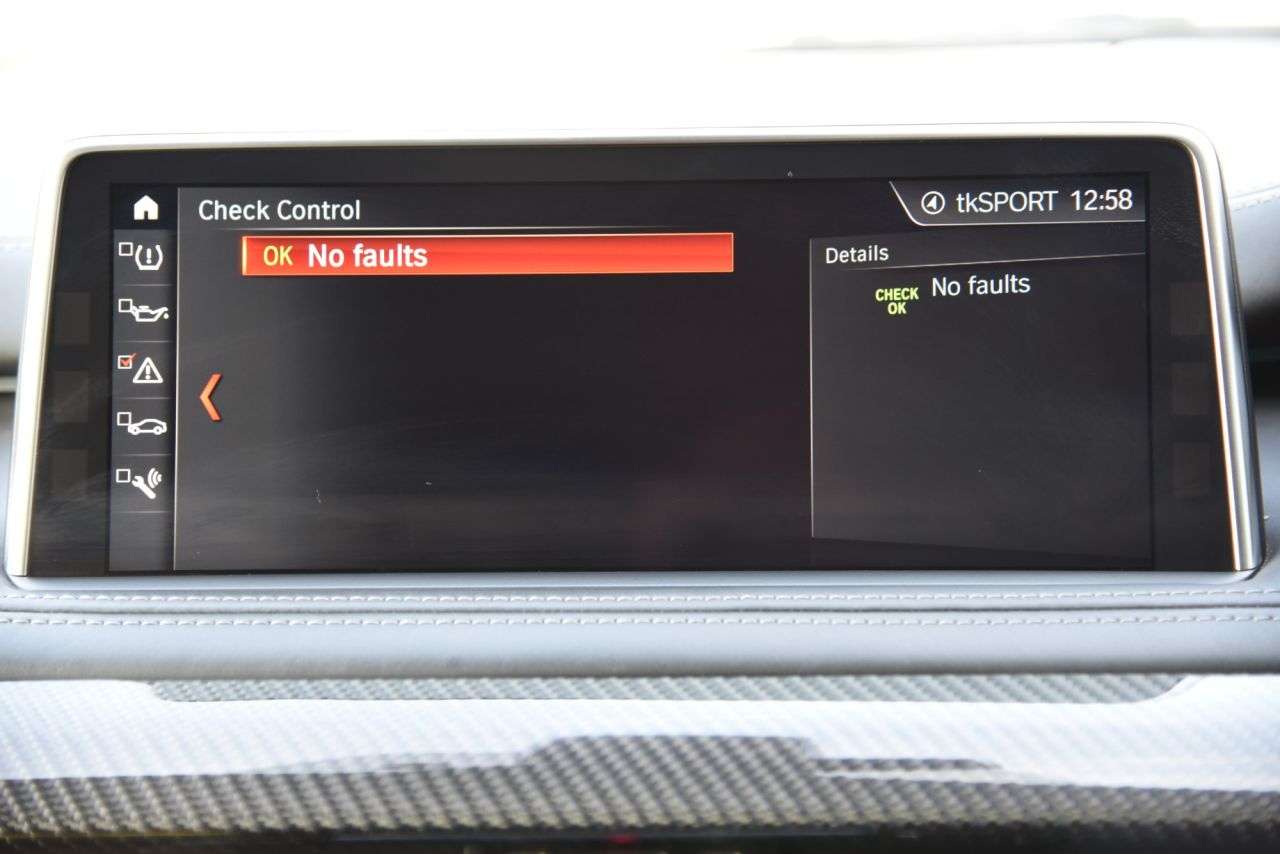 Check Control
tkSPORT 12:58
OK No faults
Details
CHECK OK No faults